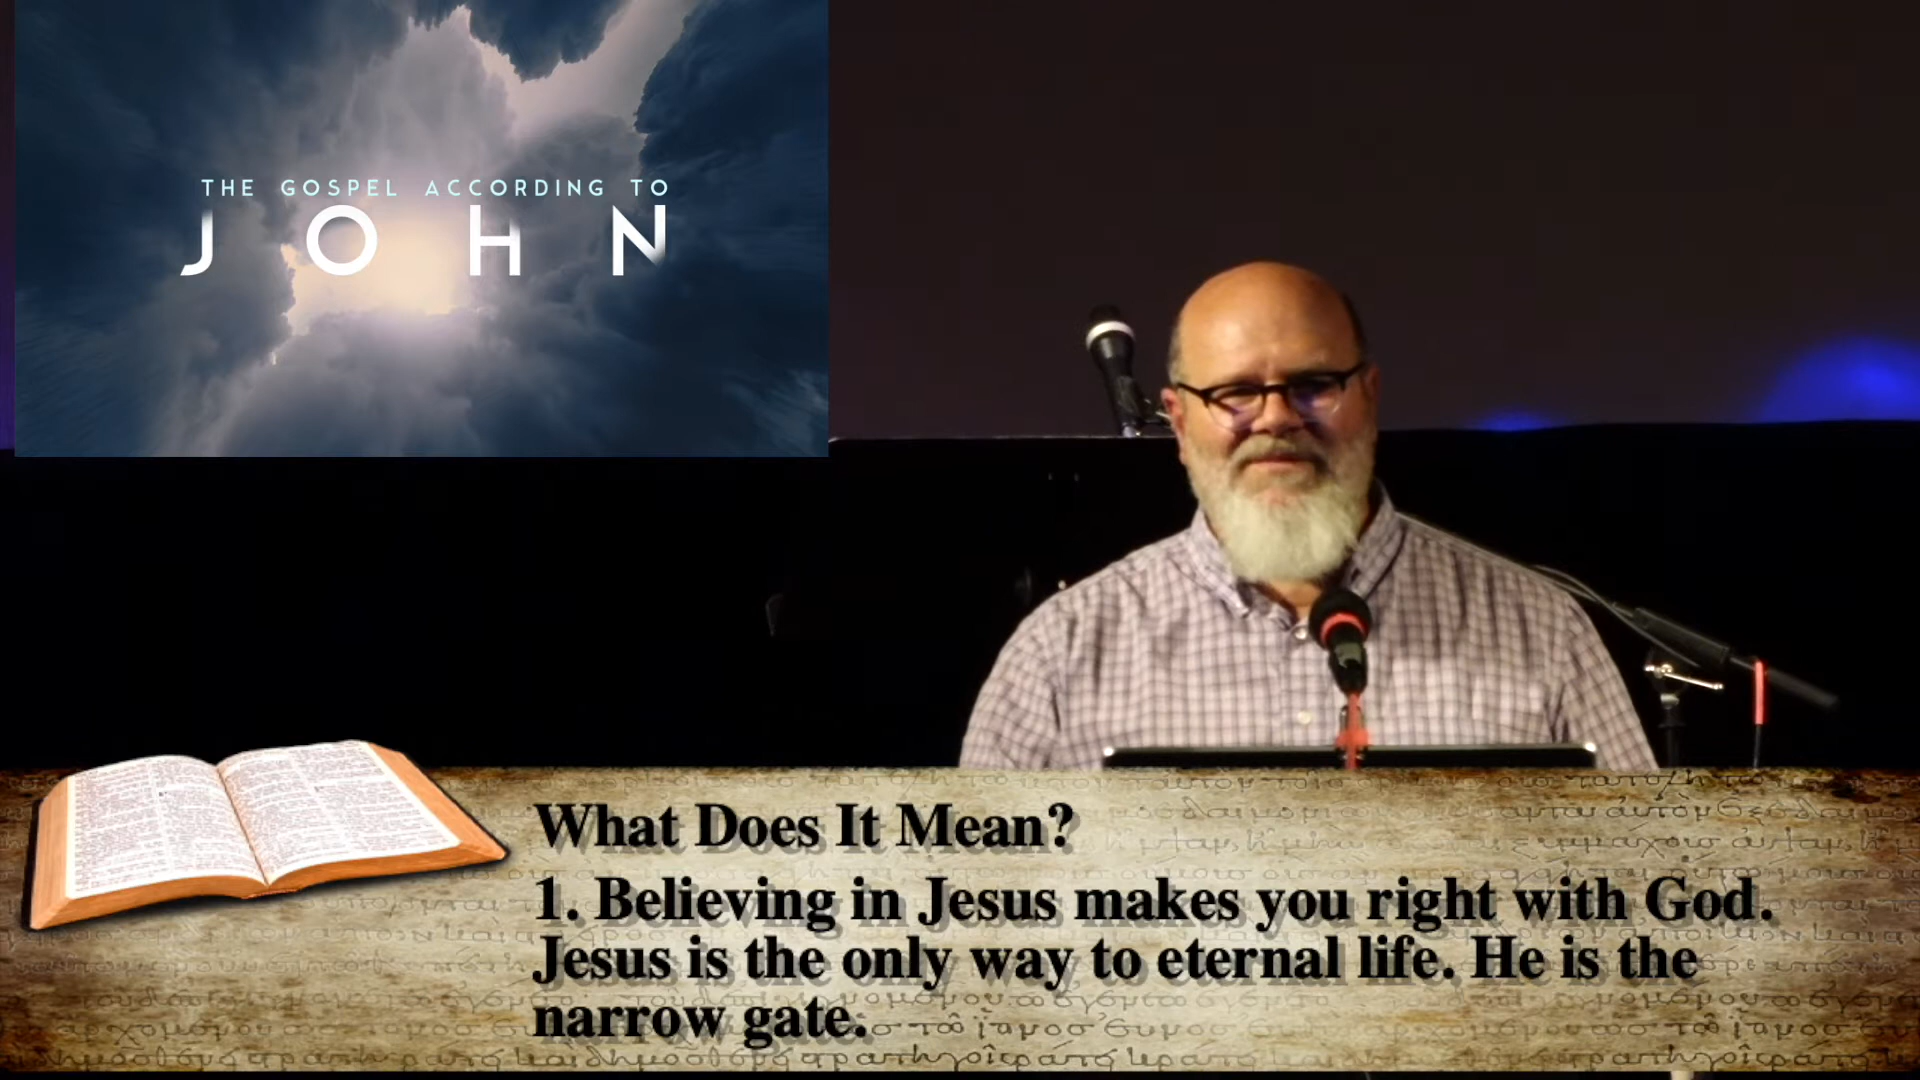 THE GOSPEL ACCORDING TO
JOHN
What Does It Mean?
1. Believing in Jesus makes you right with God.
Jesus is the only way to eternal life. He is the
narrow gate.